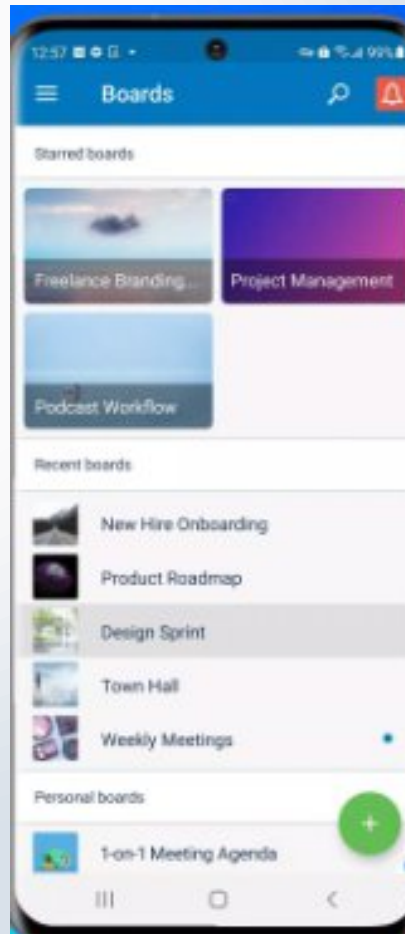 12:57
99%
Boards
Starred boards
Freelance Branding...
Project Management
Podcast Workflow
Recent boards
New Hire Onboarding
Product Roadmap
Design Sprint
Town Hall
Weekly Meetings
Personal boards
1-on-1 Meeting Agenda